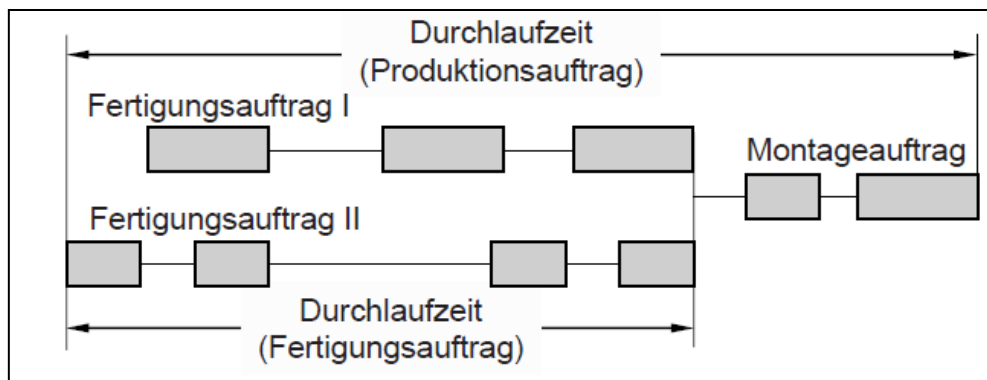 Durchlaufzeit
(Produktionsauftrag)
Fertigungsauftrag I
Montageauftrag
Fertigungsauftrag II
Durchlaufzeit
(Fertigungsauftrag)